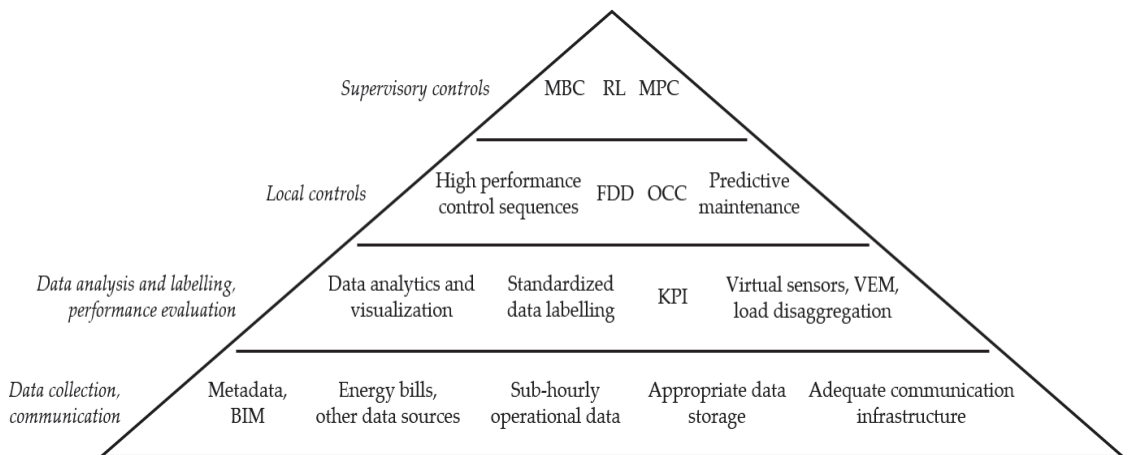 Supervisory controls
MBC RL MPC
Local controls
High performance
control sequences
FDD OCC
Predictive
maintenance
Data analysis and labelling,
performance evaluation
Data analytics and
visualization
Standardized
data labelling
KPI
Virtual sensors, VEM,
load disaggregation
Data collection,
communication
Metadata,
BIM
Energy bills,
other data sources
Sub-hourly
operational data
Appropriate data
storage
Adequate communication
infrastructure